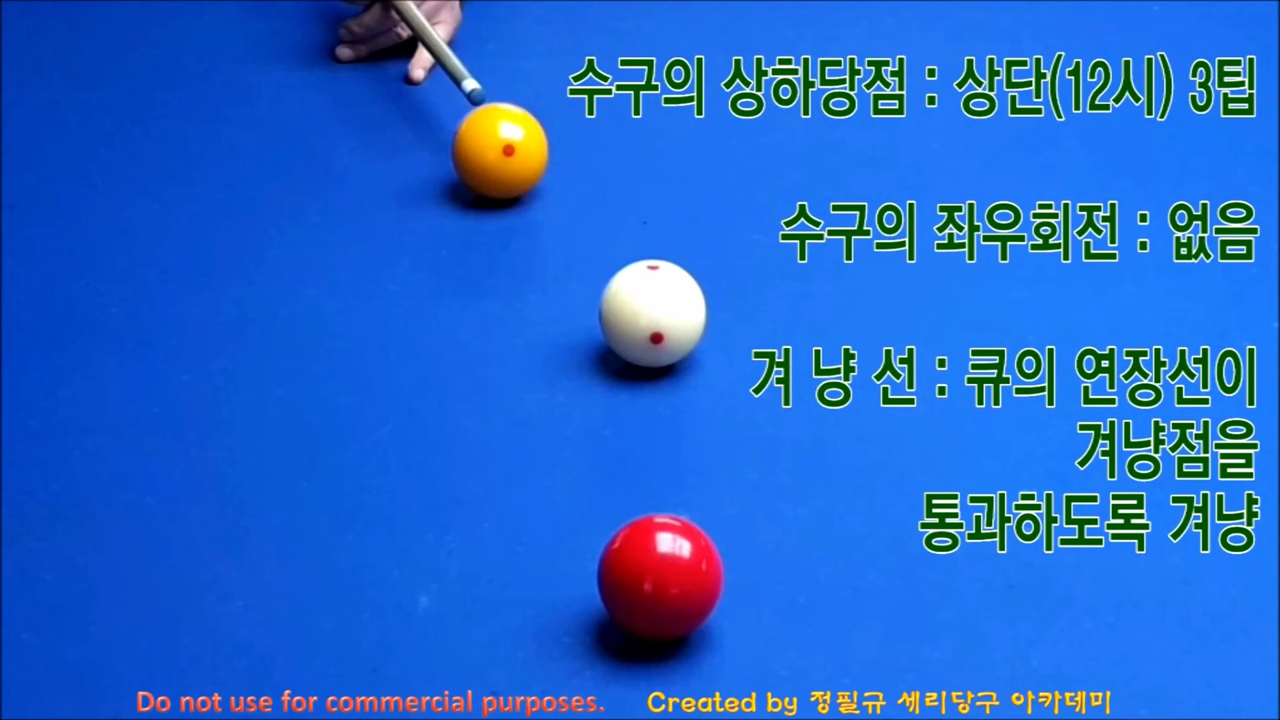 수구의 상하당점 : 상단(12시) 3팁
수구의 좌우회전 : 없음
겨 냥 선 : 큐의 연장선이
겨냥점을
통과하도록 겨냥
Do not use for commercial purposes. Created by 정필규 세리당구 아카데미